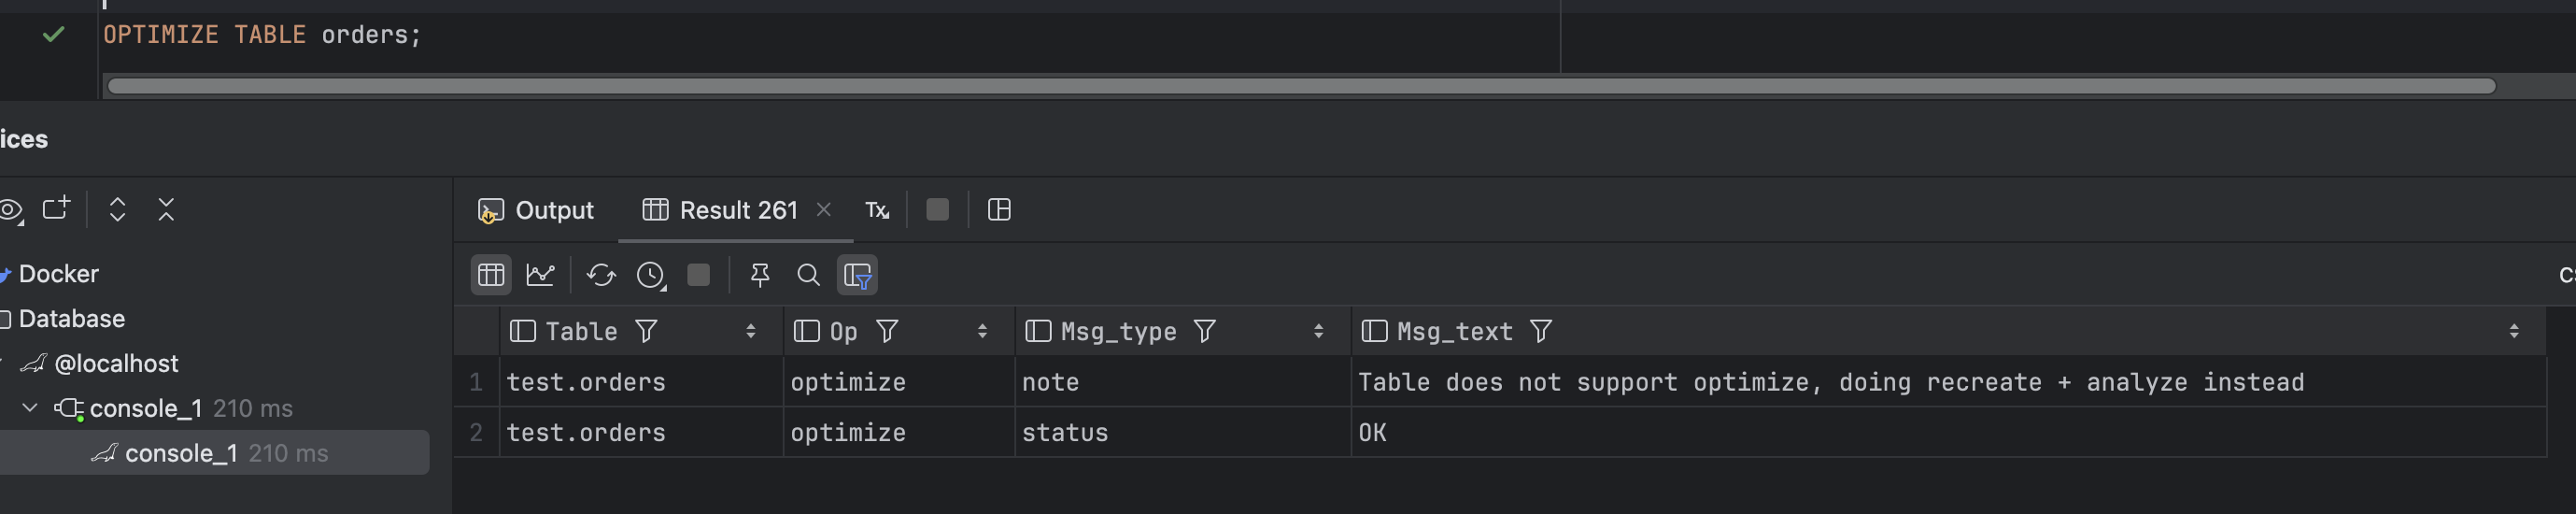 OPTIMIZE TABLE orders;
ices
Output
Result 261
Tx
Docker
Database
@localhost
console_1 210 ms
console_1 210 ms
Table Op Msg_type Msg_text
1 test.orders optimize note Table does not support optimize, doing recreate + analyze instead
2 test.orders optimize status OK